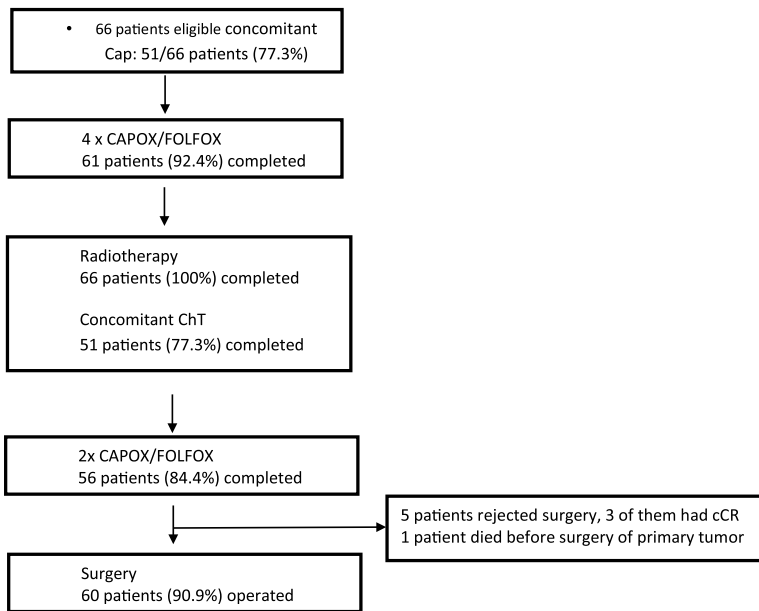 • 66 patients eligible concomitant
Cap: 51/66 patients (77.3%)
4 x CAPOX/FOLFOX
61 patients (92.4%) completed
Radiotherapy
66 patients (100%) completed
Concomitant ChT
51 patients (77.3%) completed
2x CAPOX/FOLFOX
56 patients (84.4%) completed
5 patients rejected surgery, 3 of them had cCR
1 patient died before surgery of primary tumor
Surgery
60 patients (90.9%) operated